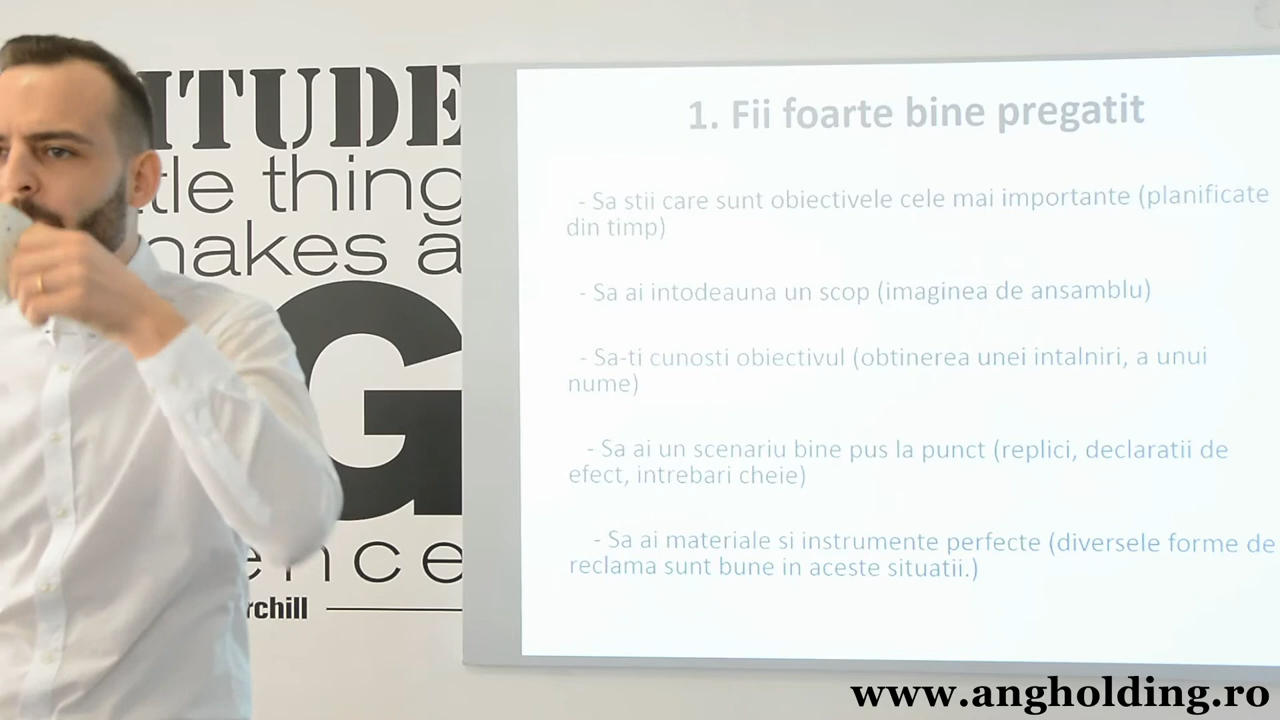 ITUDE
tle thing
makes a
G
ence
rchill
1. Fii foarte bine pregatit
- Sa stii care sunt obiectivele cele mai importante (planificate
din timp)
- Sa ai intodeauna un scop (imaginea de ansamblu)
- Sa-ti cunosti obiectivul (obtinerea unei intalniri, a unui
nume)
- Sa ai un scenariu bine pus la punct (replici, declaratii de
efect, intrebari cheie)
- Sa ai materiale si instrumente perfecte (diversele forme de
reclama sunt bune in aceste situatii.)
www.angholding.ro